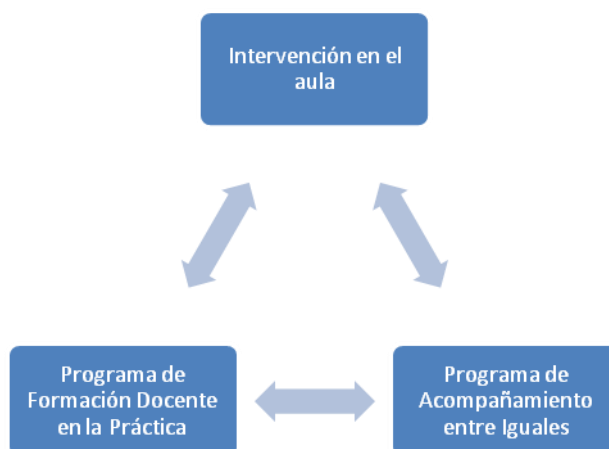 Intervención en el
aula
Programa de
Formación Docente
en la Práctica
Programa de
Acompañamiento
entre Iguales